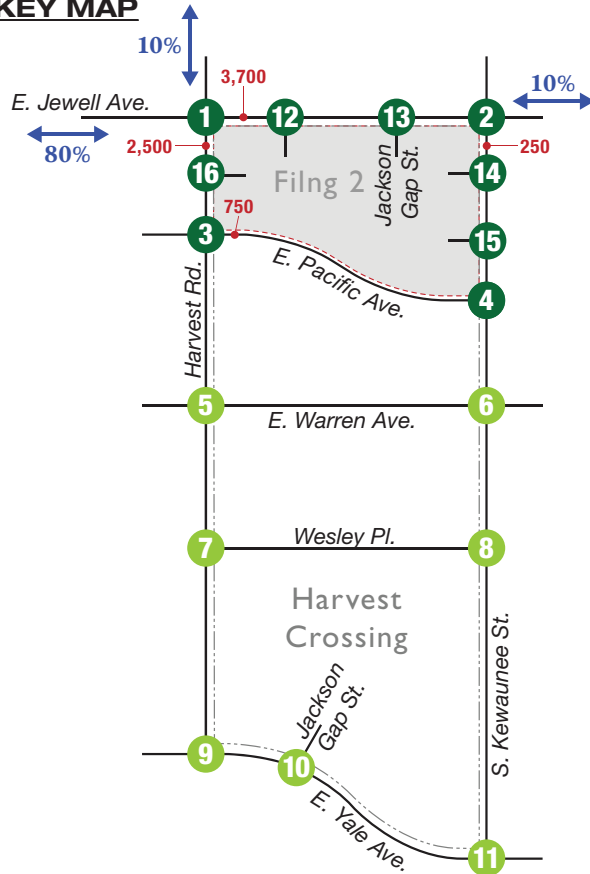 KEY MAP
10%
3,700
10%
E. Jewell Ave.
1
12
13
2
80%
2,500
250
16
Filng 2
Jackson
Gap St.
14
750
3
15
E. Pacific Ave.
4
Harvest Rd.
5
6
E. Warren Ave.
7
Wesley Pl.
8
Harvest
Crossing
S. Kewaunee St.
Jackson
Gap St.
9
10
E. Yale Ave.
11